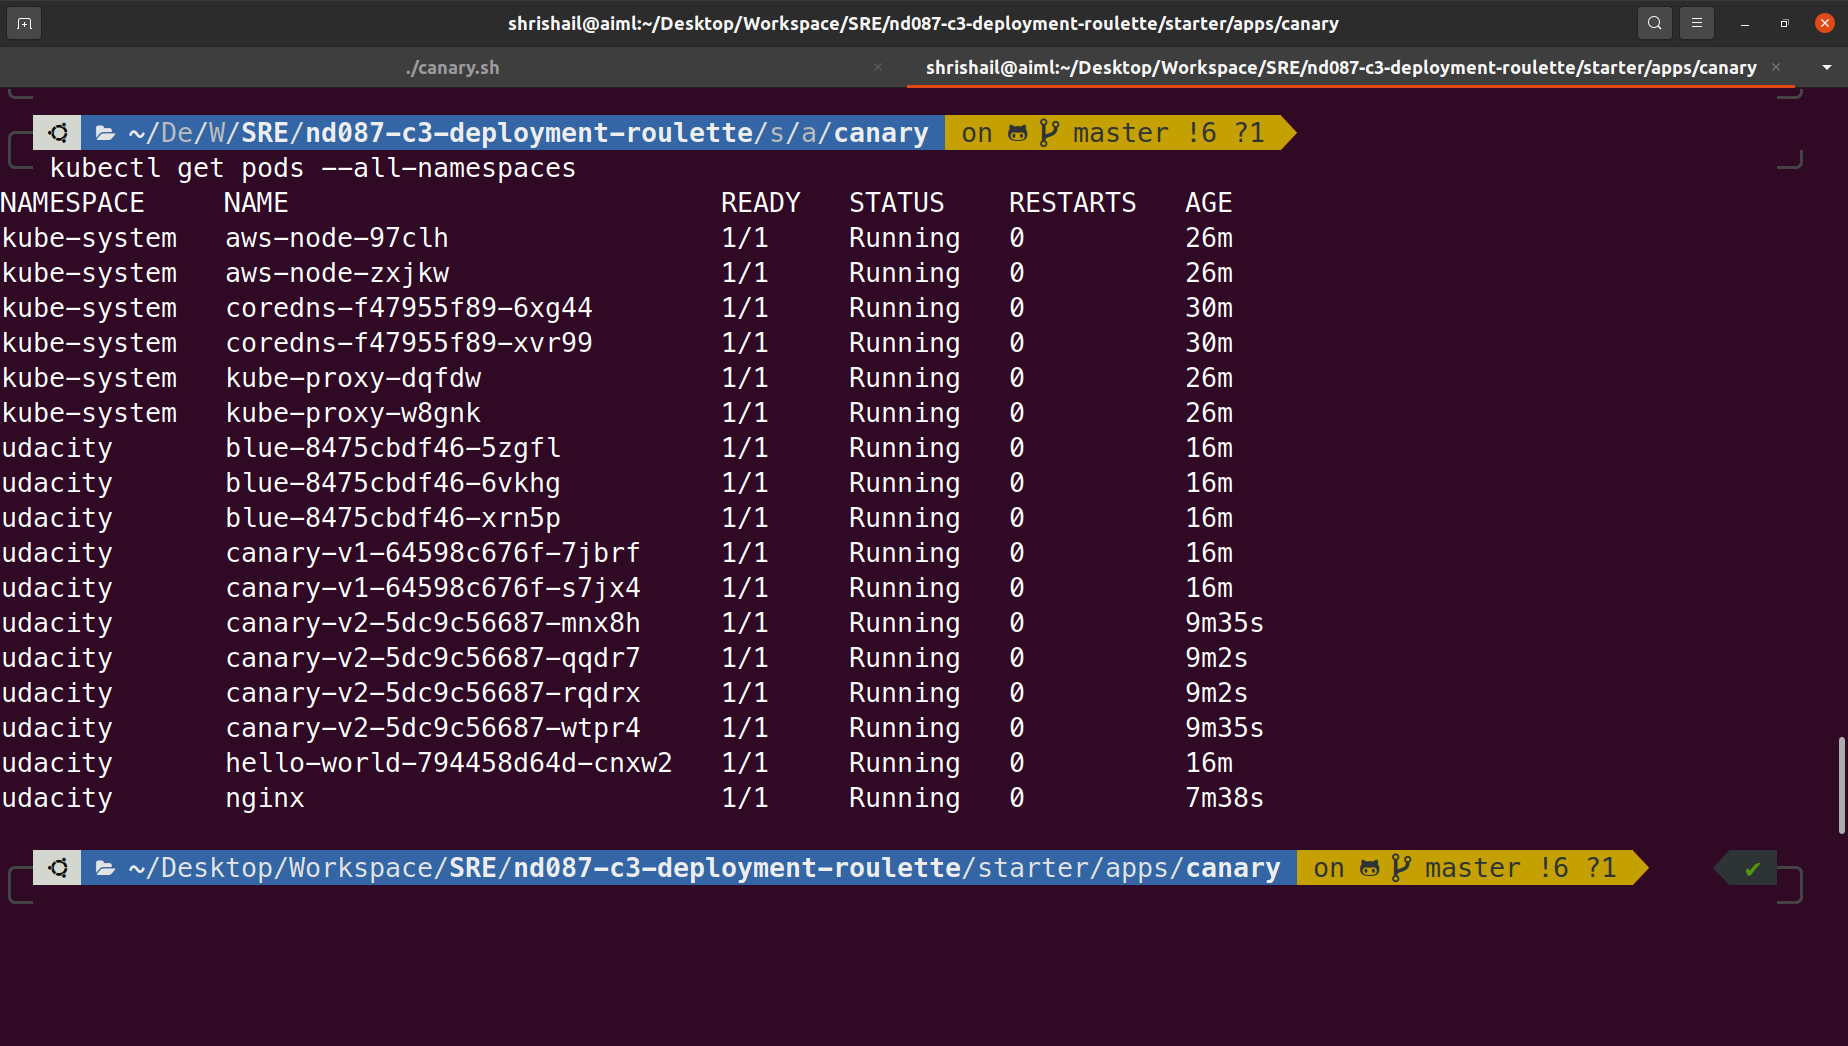 shrishail@aiml:~/Desktop/Workspace/SRE/nd087-c3-deployment-roulette/starter/apps/canary
./canary.sh
shrishail@aiml:~/Desktop/Workspace/SRE/nd087-c3-deployment-roulette/starter/apps/canary
~/De/W/SRE/nd087-c3-deployment-roulette/s/a/canary on master !6 ?1
kubectl get pods --all-namespaces
NAMESPACE NAME READY STATUS RESTARTS AGE
kube-system aws-node-97clh 1/1 Running 0 26m
kube-system aws-node-zxjkw 1/1 Running 0 26m
kube-system coredns-f47955f89-6xg44 1/1 Running 0 30m
kube-system coredns-f47955f89-xvr99 1/1 Running 0 30m
kube-system kube-proxy-dqfdw 1/1 Running 0 26m
kube-system kube-proxy-w8gnk 1/1 Running 0 26m
udacity blue-8475cbdf46-5zgfl 1/1 Running 0 16m
udacity blue-8475cbdf46-6vkhg 1/1 Running 0 16m
udacity blue-8475cbdf46-xrn5p 1/1 Running 0 16m
udacity canary-v1-64598c676f-7jbrf 1/1 Running 0 16m
udacity canary-v1-64598c676f-s7jx4 1/1 Running 0 16m
udacity canary-v2-5dc9c56687-mnx8h 1/1 Running 0 9m35s
udacity canary-v2-5dc9c56687-qqdr7 1/1 Running 0 9m2s
udacity canary-v2-5dc9c56687-rqdrx 1/1 Running 0 9m2s
udacity canary-v2-5dc9c56687-wtpr4 1/1 Running 0 9m35s
udacity hello-world-794458d64d-cnxw2 1/1 Running 0 16m
udacity nginx 1/1 Running 0 7m38s
~/Desktop/Workspace/SRE/nd087-c3-deployment-roulette/starter/apps/canary on master !6 ?1 ✔